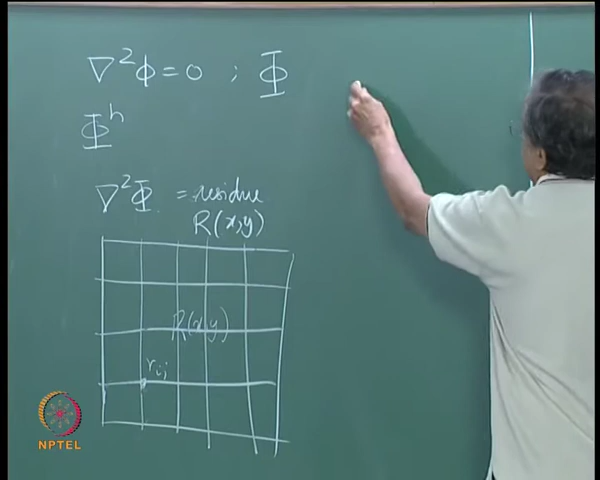 ∇²ϕ = 0 ; Φ
Φʰ
∇²Φ = residue
R(x,y)
R(x,y)
rᵢⱼ
NPTEL